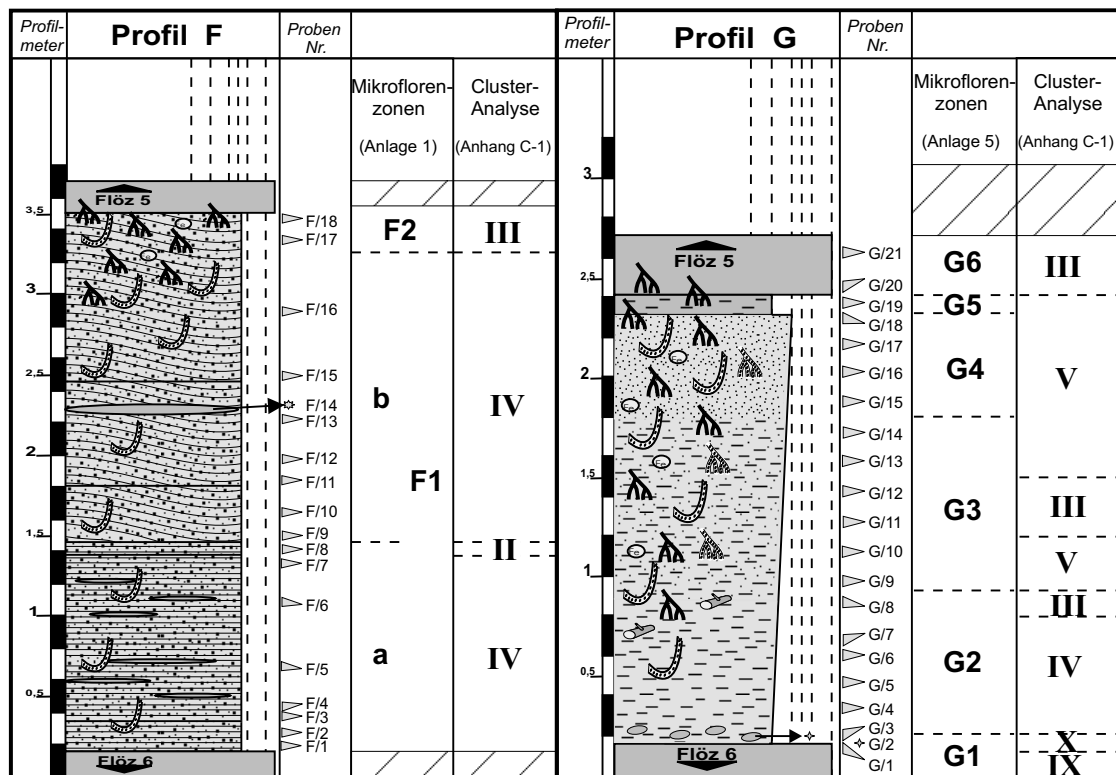 Profil-
meter
Profil F
Proben
Nr.
Mikrofloren-
zonen
(Anlage 1)
Cluster-
Analyse
(Anhang C-1)
Flöz 5
3,5
3
2,5
2
1,5
1
0,5
F/18
F/17
F/16
F/15
F/14
F/13
F/12
F/11
F/10
F/9
F/8
F/7
F/6
F/5
F/4
F/3
F/2
F/1
F2
b
F1
a
III
IV
II
IV
Flöz 6
Profil-
meter
Profil G
Proben
Nr.
Mikrofloren-
zonen
(Anlage 5)
Cluster-
Analyse
(Anhang C-1)
3
2,5
2
1,5
1
0,5
Flöz 5
Fe
Fe
Fe
Fe
G/21
G/20
G/19
G/18
G/17
G/16
G/15
G/14
G/13
G/12
G/11
G/10
G/9
G/8
G/7
G/6
G/5
G/4
G/3
G/2
G/1
G6
G5
G4
G3
G2
G1
III
V
III
V
III
IV
X
IX
Flöz 6